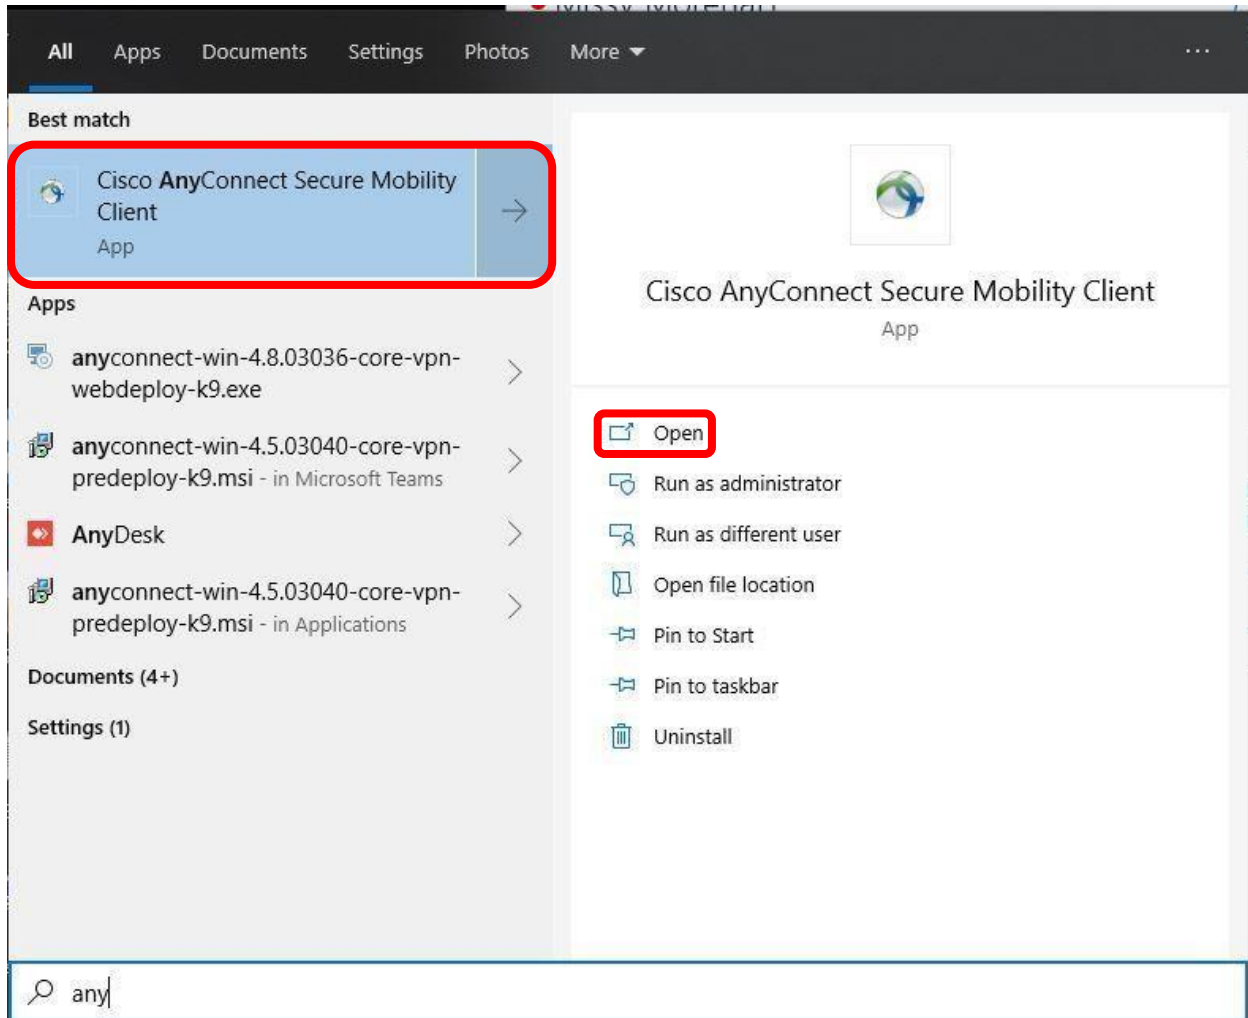 All Apps Documents Settings Photos More ...
Best match
Cisco AnyConnect Secure Mobility
Client
App
Apps
anyconnect-win-4.8.03036-core-vpn-
webdeploy-k9.exe
anyconnect-win-4.5.03040-core-vpn-
predeploy-k9.msi - in Microsoft Teams
AnyDesk
anyconnect-win-4.5.03040-core-vpn-
predeploy-k9.msi - in Applications
Documents (4+)
Settings (1)
Cisco AnyConnect Secure Mobility Client
App
Open
Run as administrator
Run as different user
Open file location
Pin to Start
Pin to taskbar
Uninstall
any